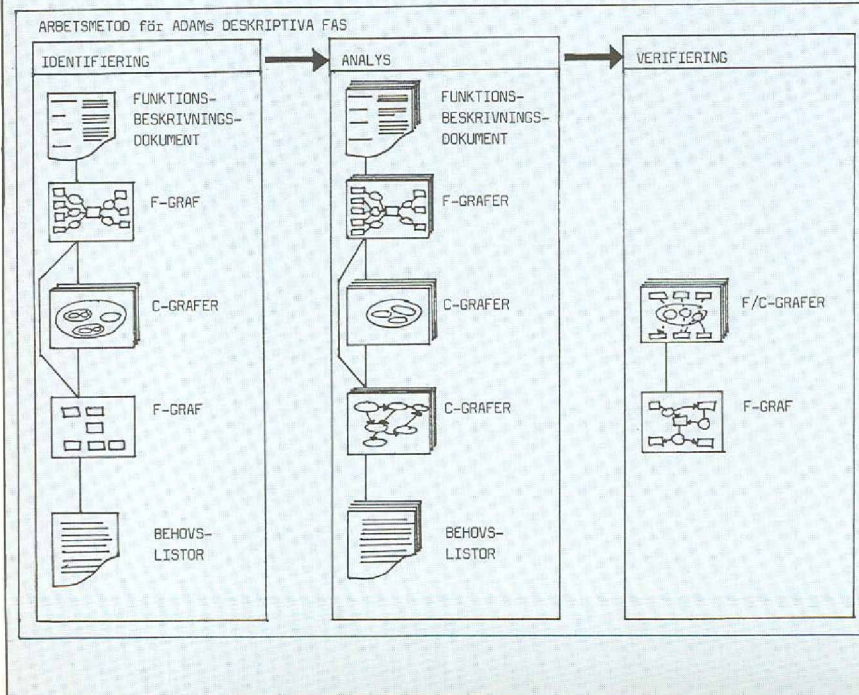 ARBETSMETOD för ADAMs DESKRIPTIVA FAS
IDENTIFIERING
FUNKTIONS-
BESKRIVNINGS-
DOKUMENT
F-GRAF
C-GRAFER
F-GRAF
BEHOVS-
LISTOR
ANALYS
FUNKTIONS-
BESKRIVNINGS-
DOKUMENT
F-GRAFER
C-GRAFER
C-GRAFER
BEHOVS-
LISTOR
VERIFIERING
F/C-GRAFER
F-GRAF